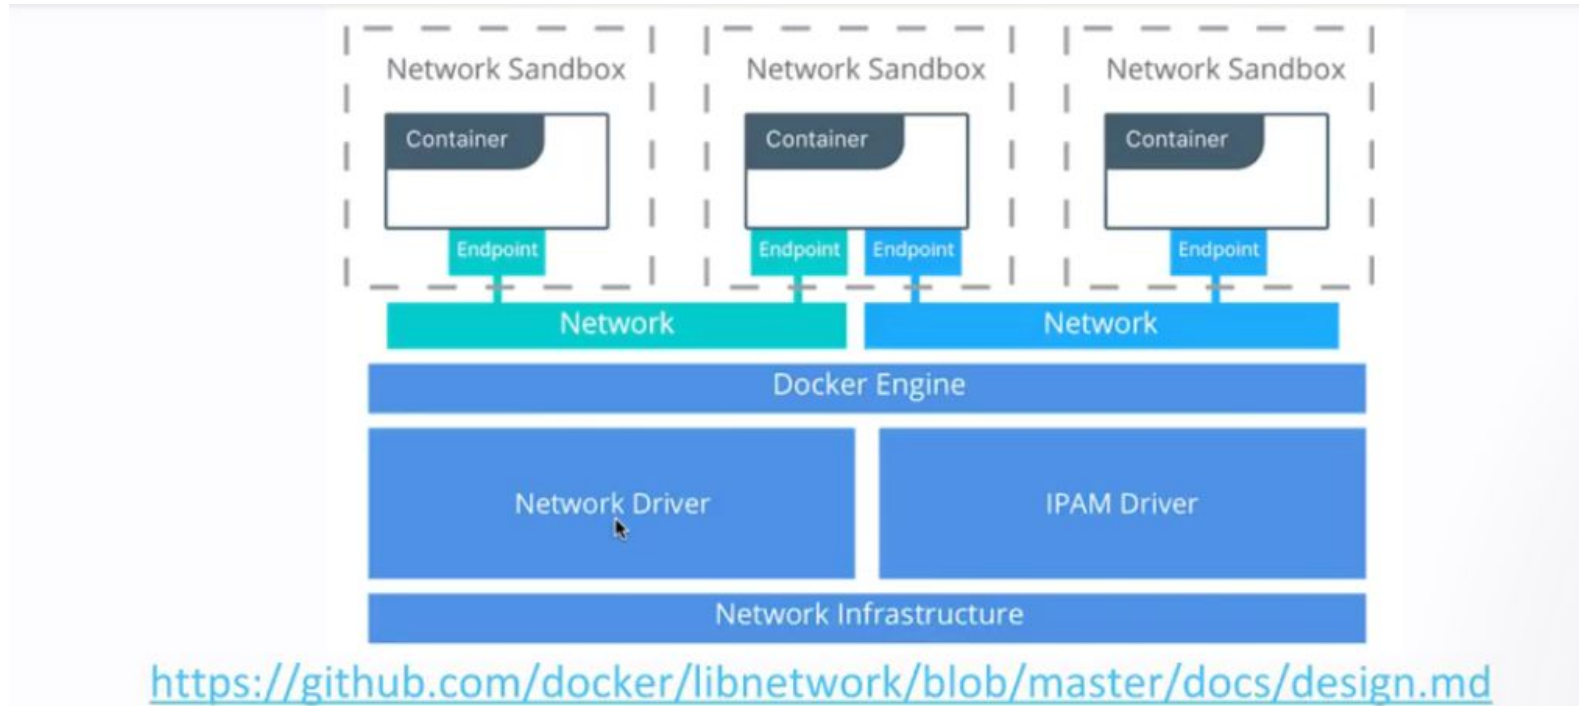 Network Sandbox Network Sandbox Network Sandbox
Container Container Container
Endpoint Endpoint Endpoint Endpoint
Network Network
Docker Engine
Network Driver IPAM Driver
Network Infrastructure
https://github.com/docker/libnetwork/blob/master/docs/design.md